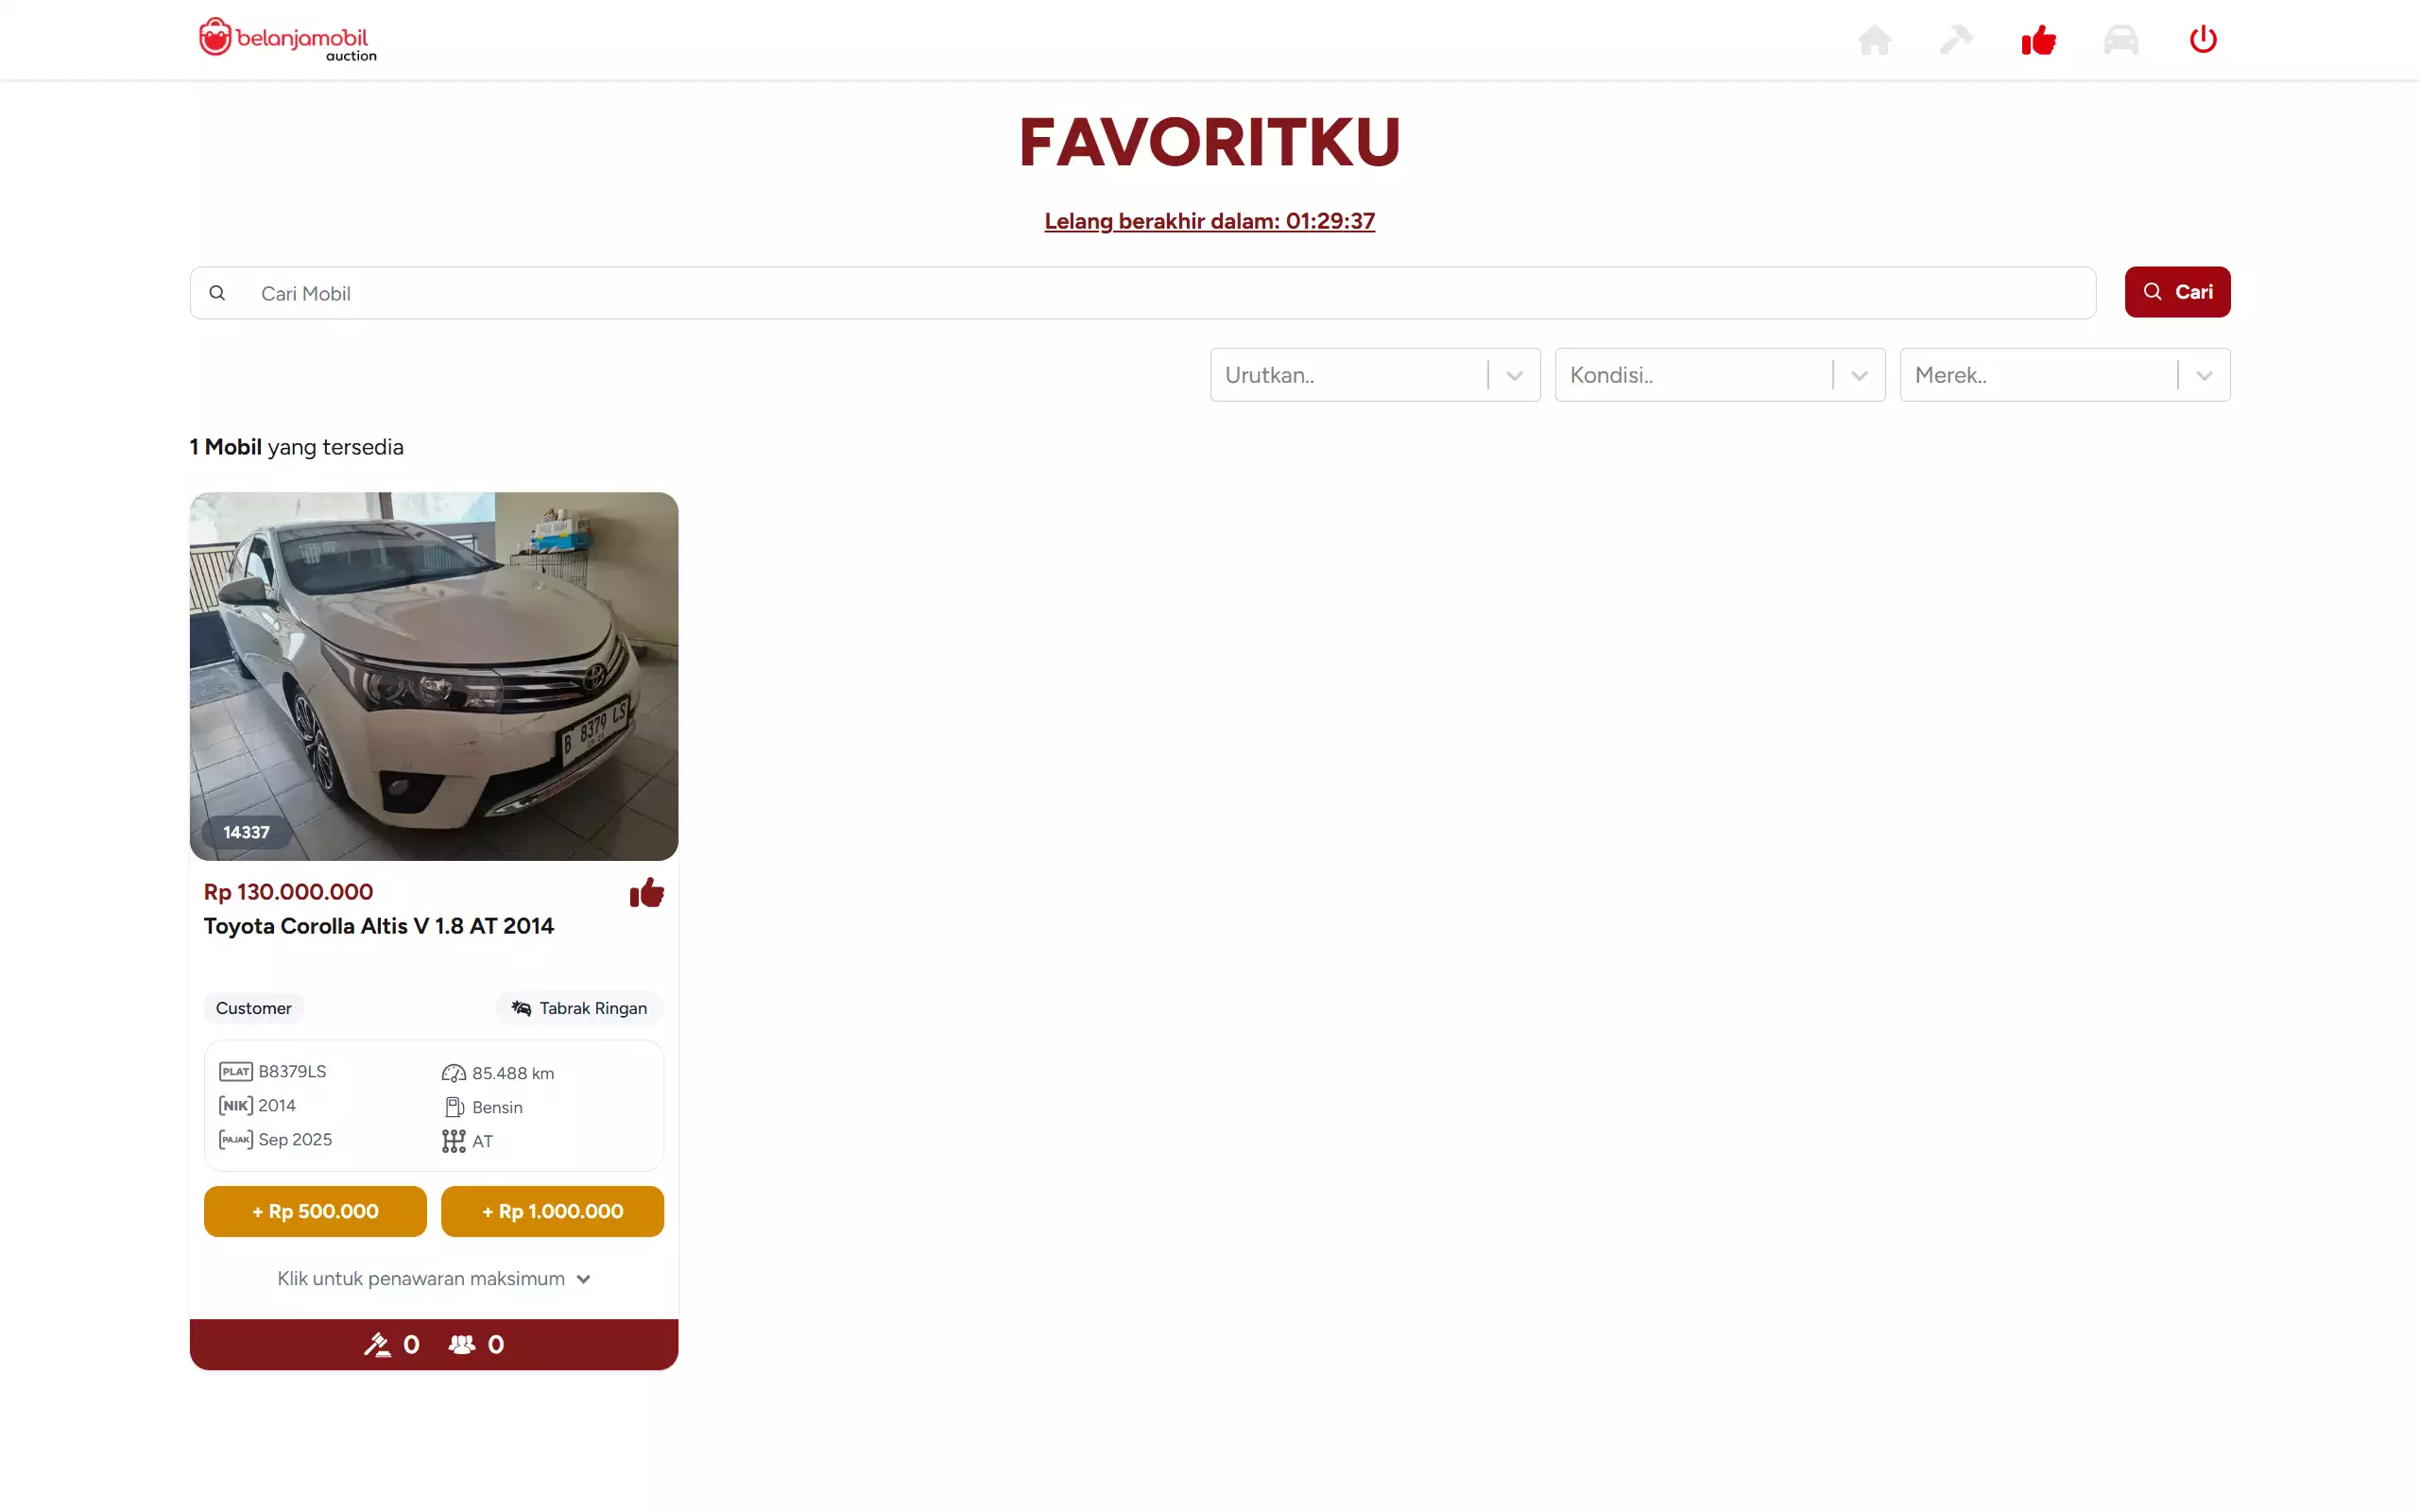 belanjamobil
auction
FAVORITKU
Lelang berakhir dalam: 01:29:37
Cari Mobil
Cari
Urutkan..
Kondisi..
Merek..
1 Mobil yang tersedia
B 8379 LS
14337
Rp 130.000.000
Toyota Corolla Altis V 1.8 AT 2014
Customer
Tabrak Ringan
PLAT B8379LS
85.488 km
NIK 2014
Bensin
PAJAK Sep 2025
AT
+ Rp 500.000
+ Rp 1.000.000
Klik untuk penawaran maksimum
0
0